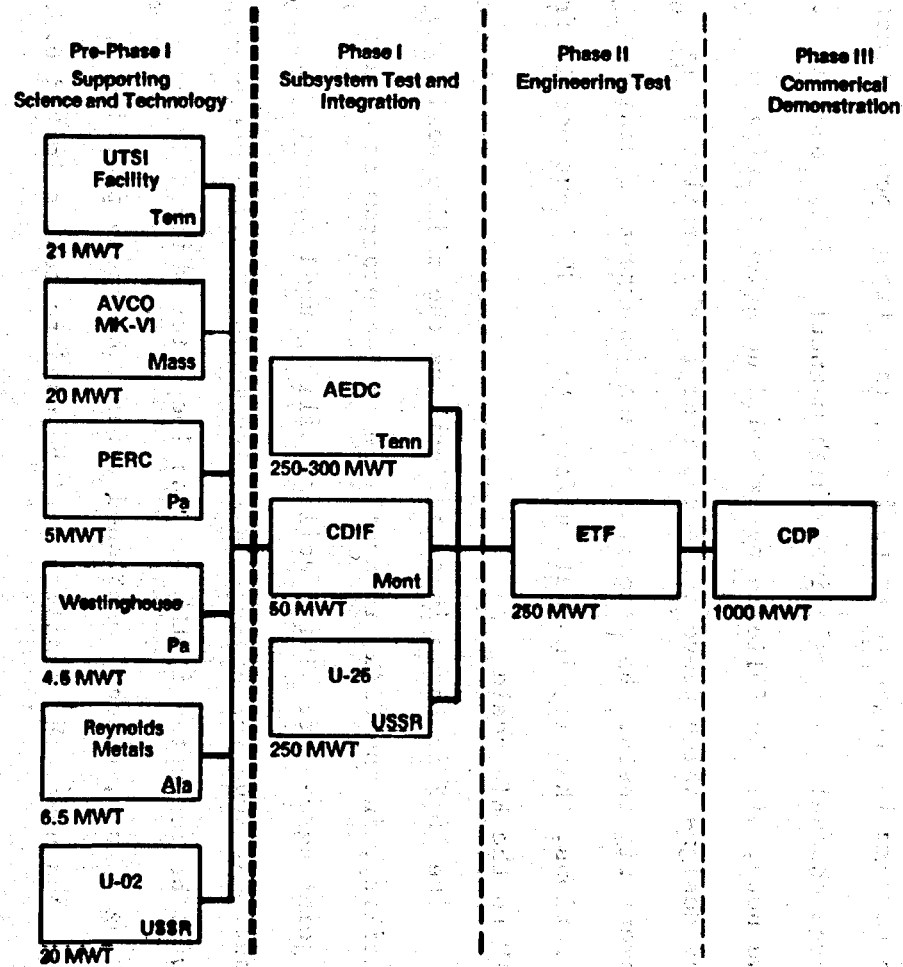 Pre-Phase I
Supporting
Science and Technology
UTSI
Facility
Tenn
21 MWT
AVCO
MK-VI
Mass
20 MWT
PERC
Pa
5MWT
Westinghouse
Pa
4.5 MWT
Reynolds
Metals
Ala
6.5 MWT
U-02
USSR
20 MWT
Phase I
Subsystem Test and
Integration
AEDC
Tenn
250-300 MWT
CDIF
Mont
50 MWT
U-25
USSR
250 MWT
Phase II
Engineering Test
ETF
250 MWT
Phase III
Commerical
Demonstration
CDP
1000 MWT